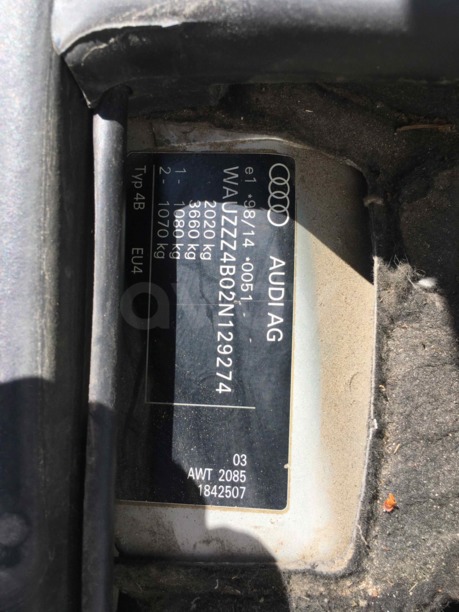 AUDI AG
e1 *98/14 *0051*
WAUZZZ4B02N129274
2020 kg
3660 kg
1 - 1080 kg
2 - 1070 kg
Typ 4B EU4
03
AWT 2085
1842507